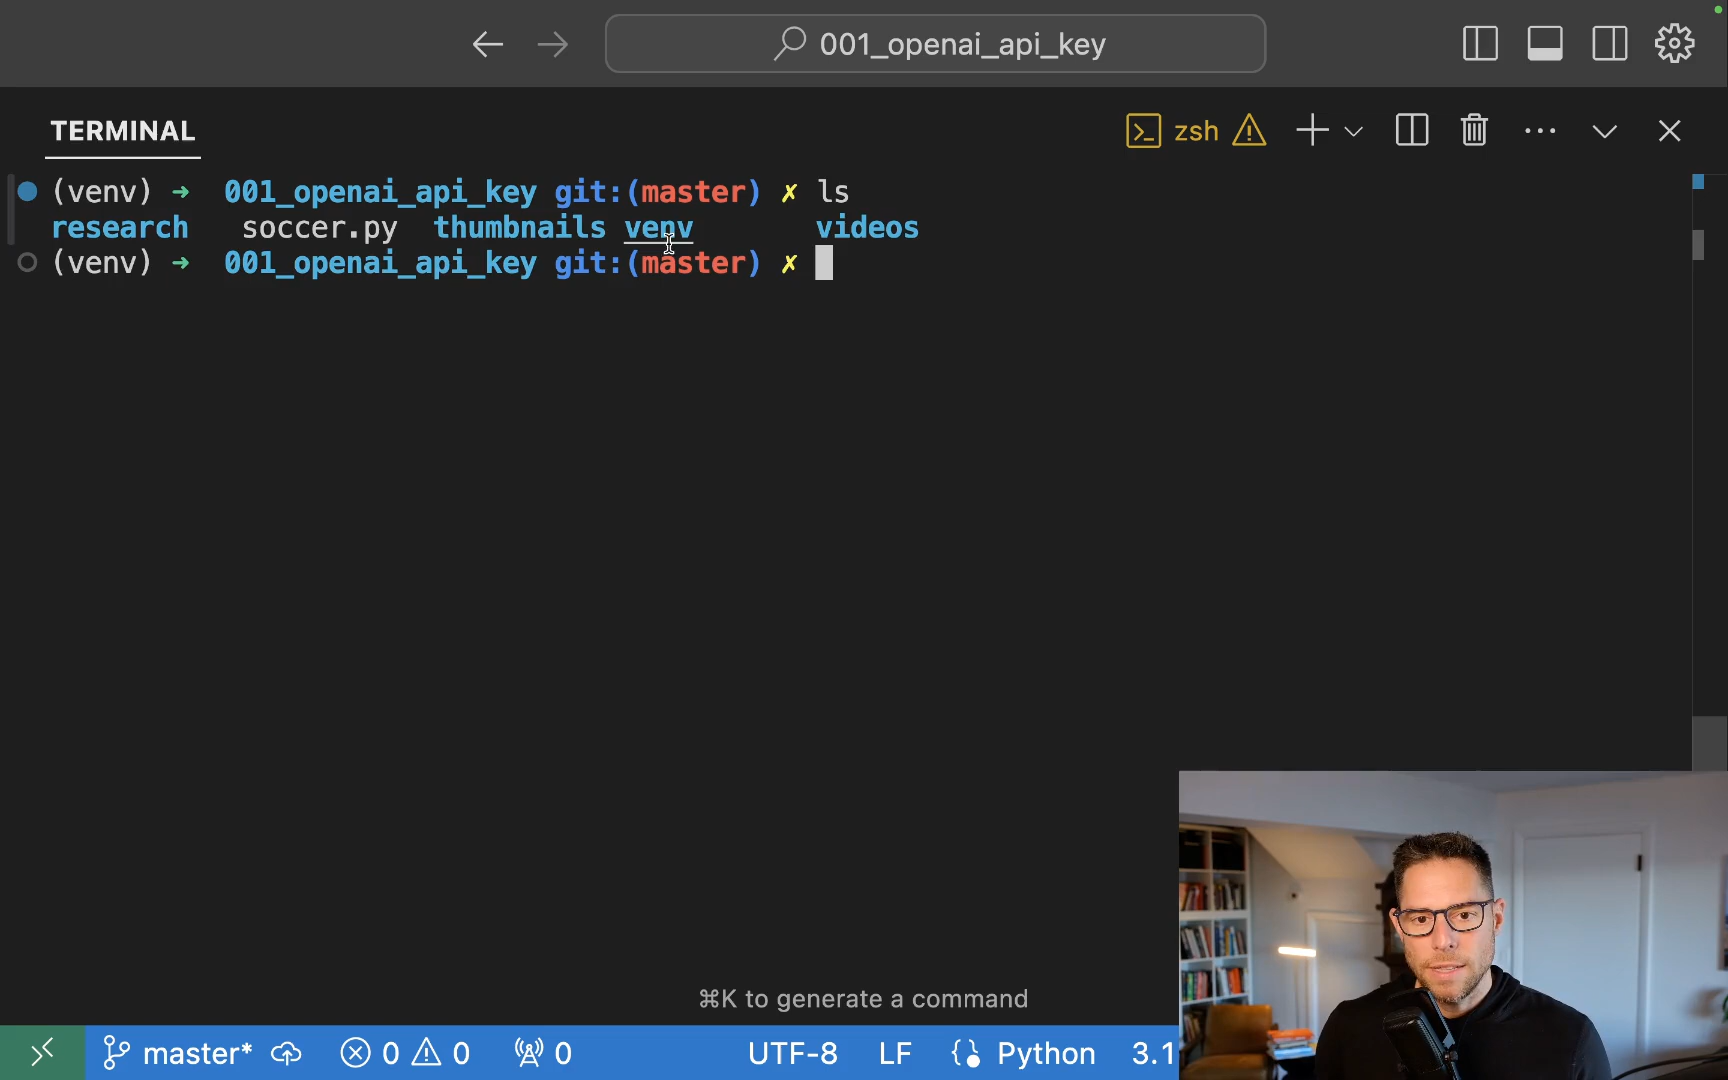 001_openai_api_key
TERMINAL
zsh
(venv) ➜ 001_openai_api_key git:(master) ✗ ls
research soccer.py thumbnails venv videos
(venv) ➜ 001_openai_api_key git:(master) ✗
⌘K to generate a command
master* 0 0 0 UTF-8 LF Python 3.1